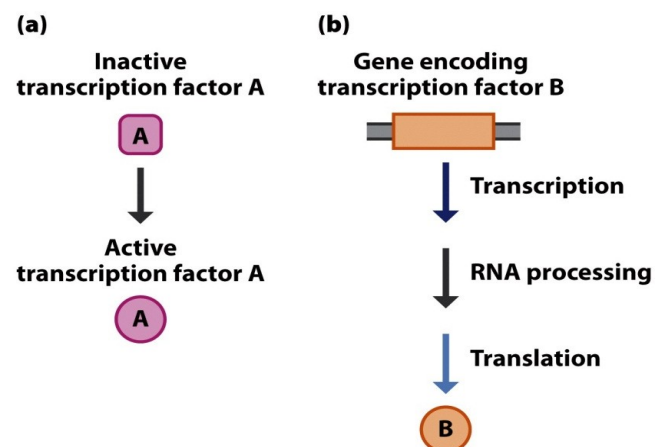 (a)
Inactive
transcription factor A
A
Active
transcription factor A
A
(b)
Gene encoding
transcription factor B
Transcription
RNA processing
Translation
B